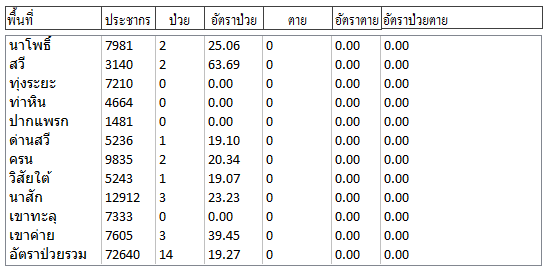 พื้นที่ ประชากร ป่วย อัตราป่วย ตาย อัตราตาย อัตราป่วยตาย
นาโพธิ์ 7981 2 25.06 0 0.00 0.00
สวี 3140 2 63.69 0 0.00 0.00
ทุ่งระยะ 7210 0 0.00 0 0.00 0.00
ท่าหิน 4664 0 0.00 0 0.00 0.00
ปากแพรก 1481 0 0.00 0 0.00 0.00
ด่านสวี 5236 1 19.10 0 0.00 0.00
ครน 9835 2 20.34 0 0.00 0.00
วิสัยใต้ 5243 1 19.07 0 0.00 0.00
นาสัก 12912 3 23.23 0 0.00 0.00
เขาทะลุ 7333 0 0.00 0 0.00 0.00
เขาค่าย 7605 3 39.45 0 0.00 0.00
อัตราป่วยรวม 72640 14 19.27 0 0.00 0.00